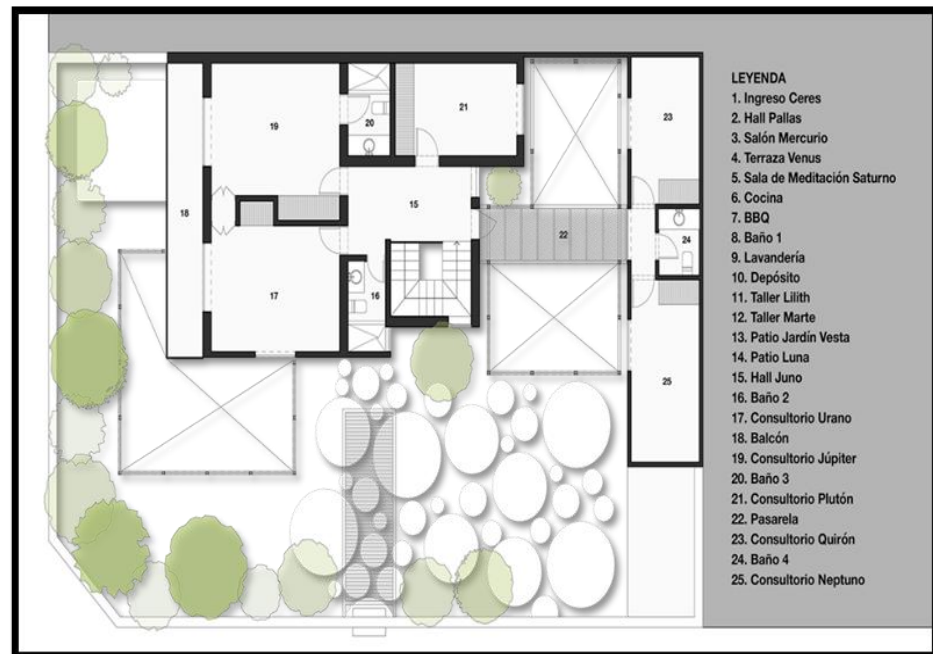 LEYENDA
1. Ingreso Ceres
2. Hall Pallas
3. Salón Mercurio
4. Terraza Venus
5. Sala de Meditación Saturno
6. Cocina
7. BBQ
8. Baño 1
9. Lavandería
10. Depósito
11. Taller Lilith
12. Taller Marte
13. Patio Jardín Vesta
14. Patio Luna
15. Hall Juno
16. Baño 2
17. Consultorio Urano
18. Balcón
19. Consultorio Júpiter
20. Baño 3
21. Consultorio Plutón
22. Pasarela
23. Consultorio Quirón
24. Baño 4
25. Consultorio Neptuno
19
20
21
23
18
15
22
24
17
16
25